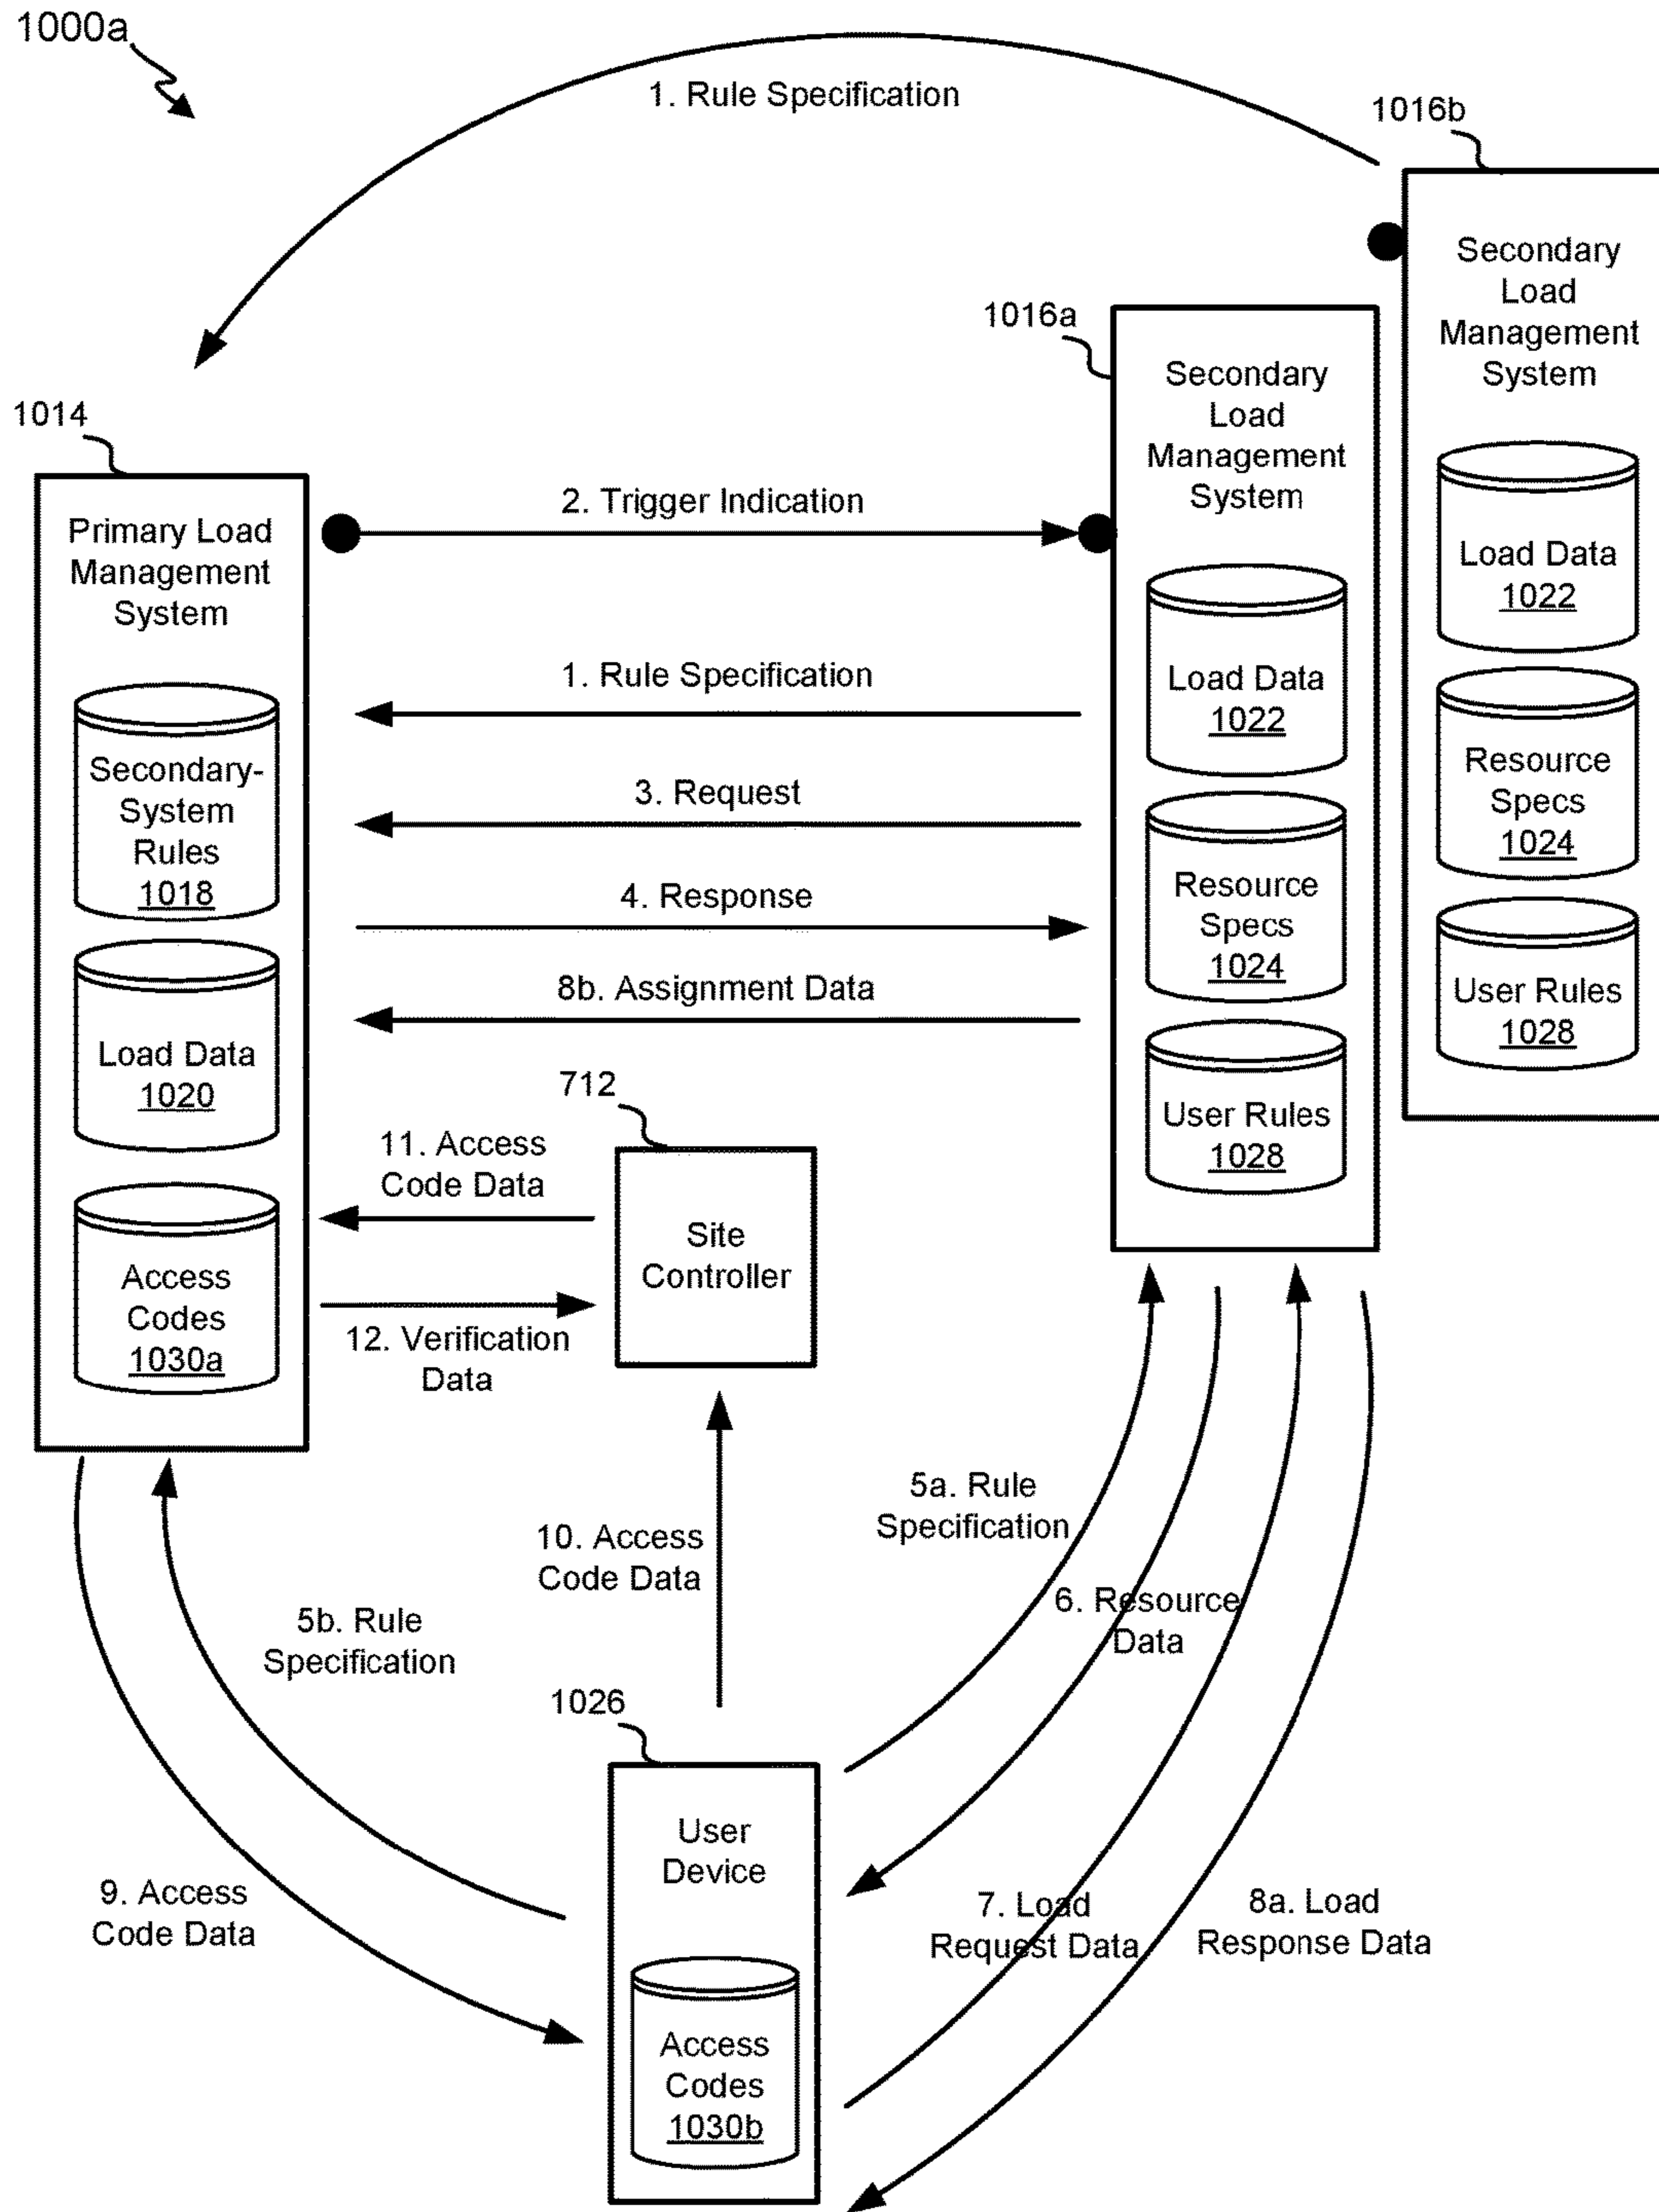 1000a
1. Rule Specification
1016b
Secondary
Load
Management
System
Load Data
1022
Resource
Specs
1024
User Rules
1028
1016a
Secondary
Load
Management
System
Load Data
1022
Resource
Specs
1024
User Rules
1028
1014
Primary Load
Management
System
Secondary-
System
Rules
1018
Load Data
1020
Access
Codes
1030a
2. Trigger Indication
1. Rule Specification
3. Request
4. Response
8b. Assignment Data
712
Site
Controller
11. Access
Code Data
12. Verification
Data
10. Access
Code Data
5a. Rule
Specification
6. Resource
Data
5b. Rule
Specification
9. Access
Code Data
7. Load
Request Data
8a. Load
Response Data
1026
User
Device
Access
Codes
1030b